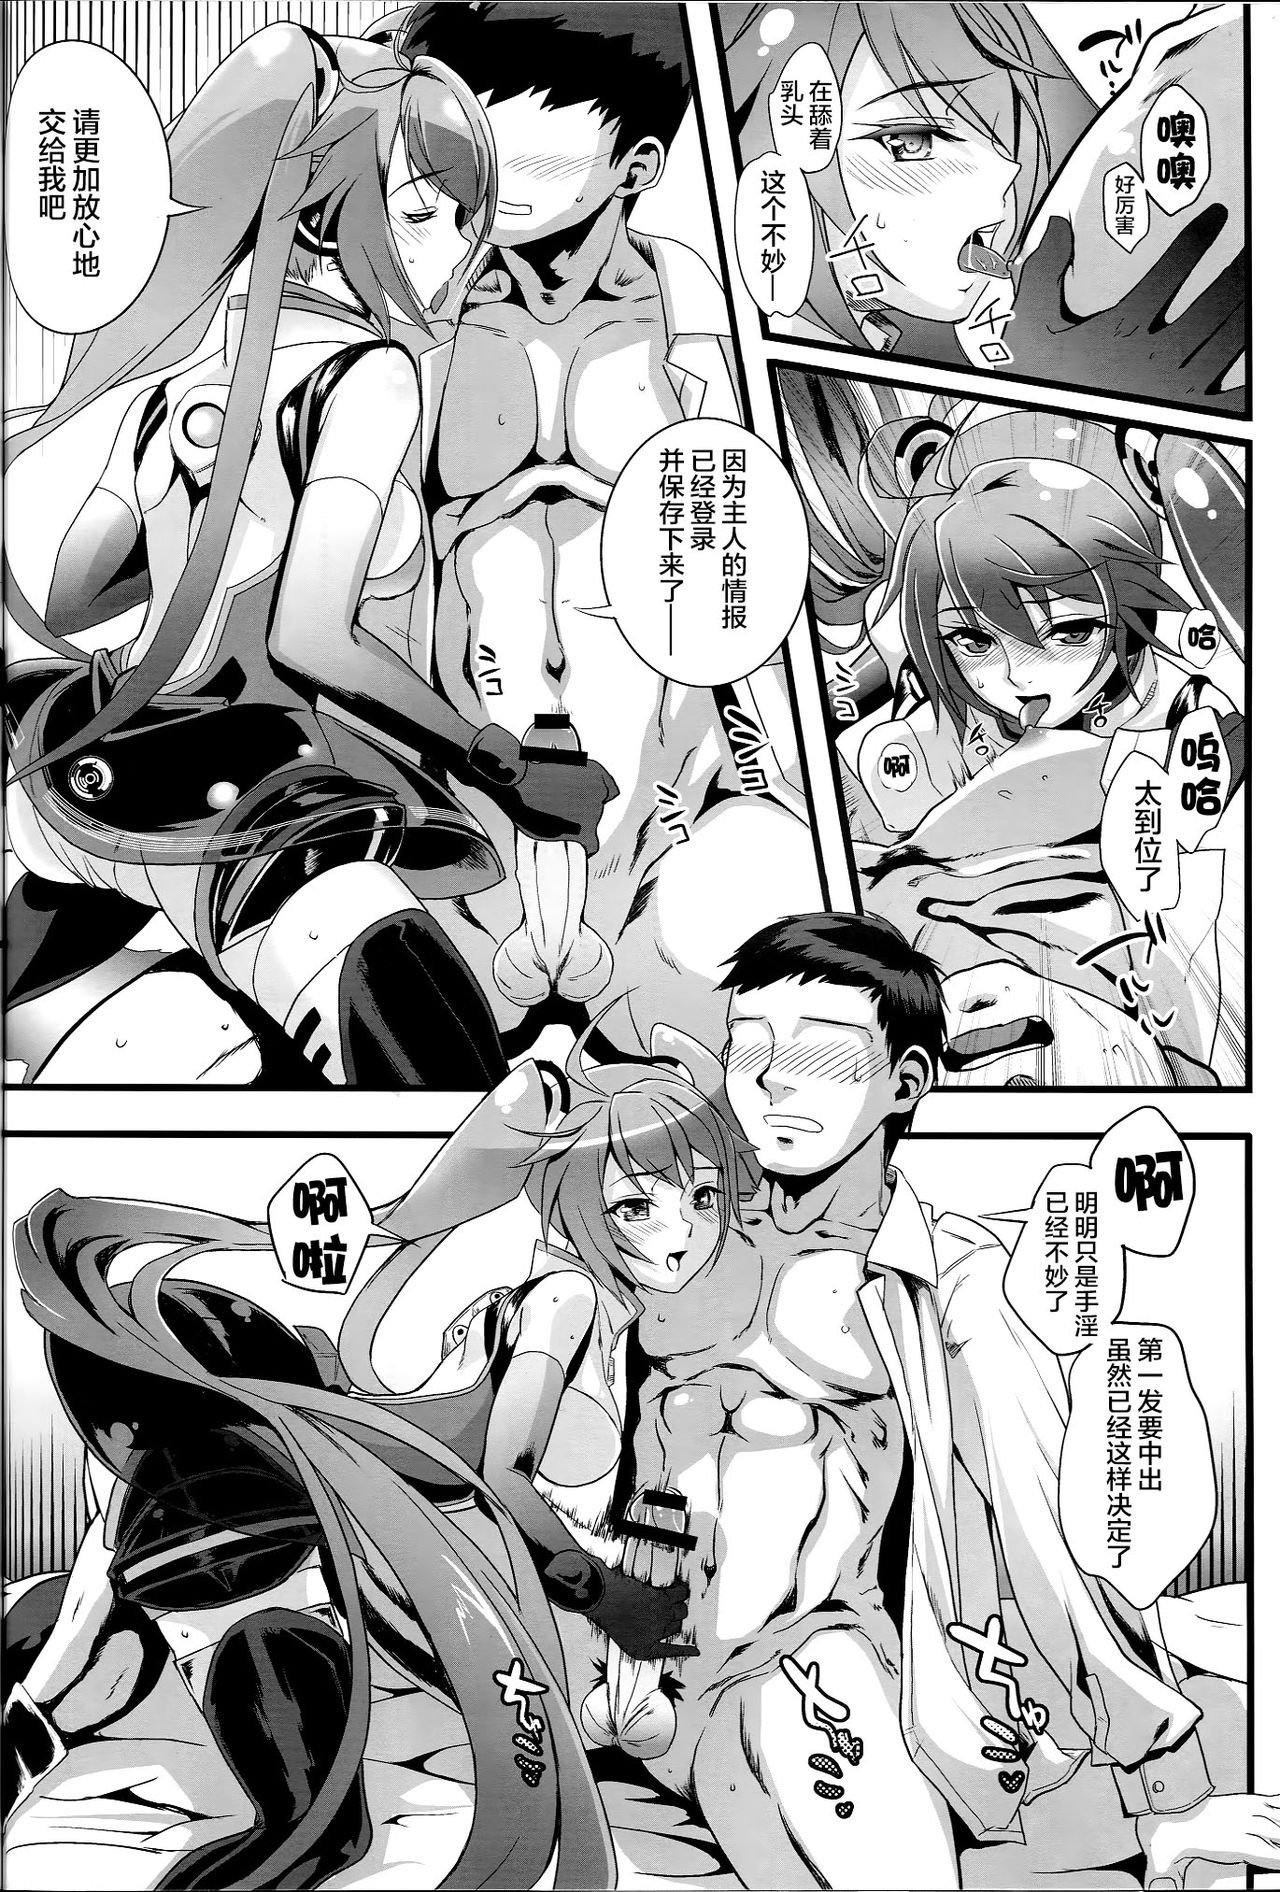 噢噢
好厉害
在舔着
乳头
这个不妙—
チロ
チロ
哈
呜哈
啊
太到位了
请更加放心地
交给我吧
因为主人的情报
已经登录
并保存下来了——
啊
明明只是手淫
已经不妙了
第一发要中出
虽然已经这样决定了
啊啦